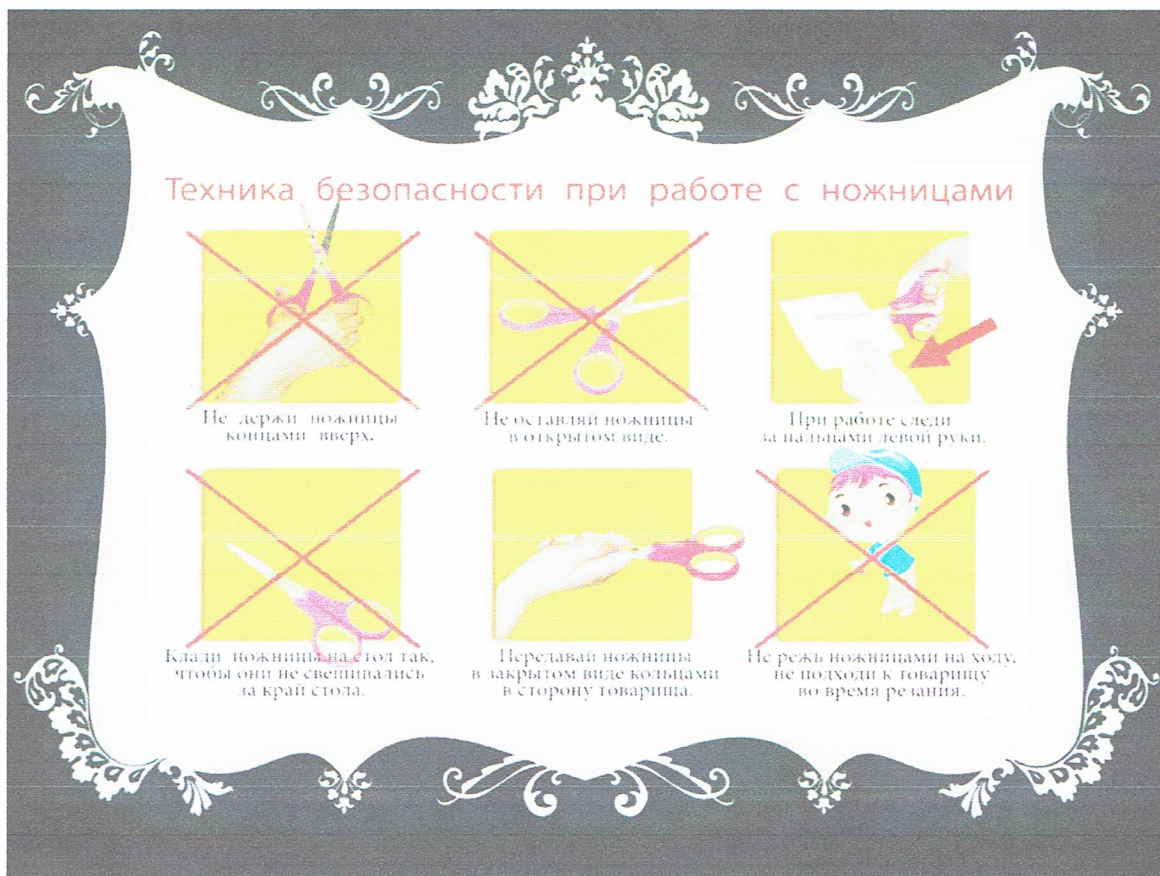 Техника безопасности при работе с ножницами
Не держи ножницы
концами вверх.
Не оставляй ножницы
в открытом виде.
При работе следи
за пальцами левой руки.
Клади ножницы на стол так,
чтобы они не свешивались
за край стола.
Передавай ножницы
в закрытом виде кольцами
в сторону товарища.
Не режь ножницами на ходу,
не подходи к товарищу
во время резания.